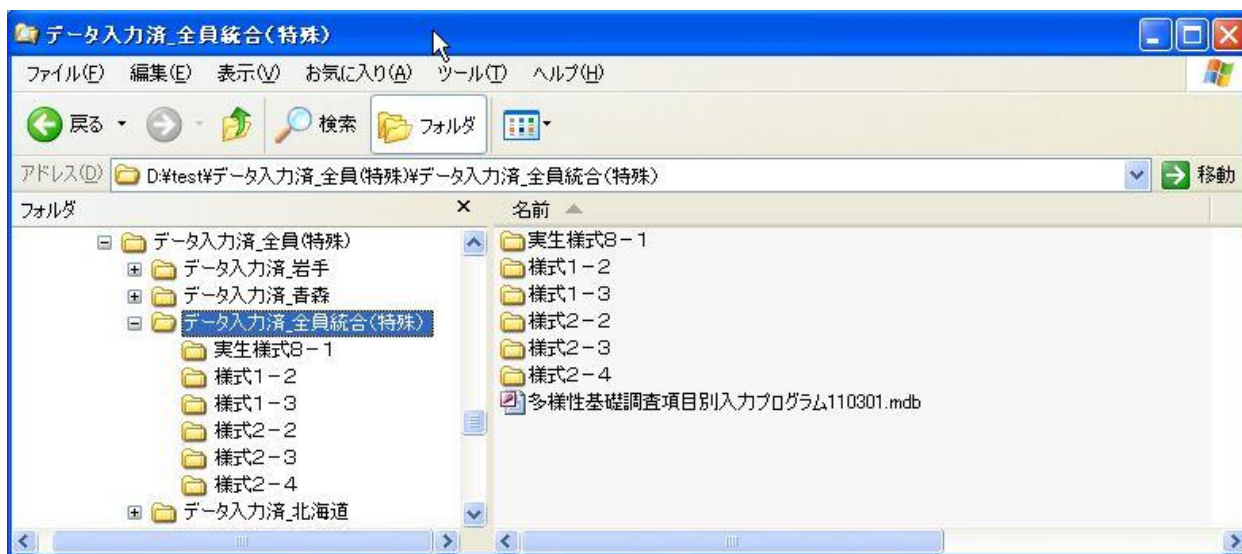 データ入力済_全員統合(特殊)
ファイル(F) 編集(E) 表示(V) お気に入り(A) ツール(T) ヘルプ(H)
戻る 検索 フォルダ
アドレス(D) D:¥test¥データ入力済_全員(特殊)¥データ入力済_全員統合(特殊) 移動
フォルダ × 名前
データ入力済_全員(特殊)
データ入力済_岩手
データ入力済_青森
データ入力済_全員統合(特殊)
実生様式8-1
様式1-2
様式1-3
様式2-2
様式2-3
様式2-4
データ入力済_北海道
実生様式8-1
様式1-2
様式1-3
様式2-2
様式2-3
様式2-4
多様性基礎調査項目別入力プログラム110301.mdb